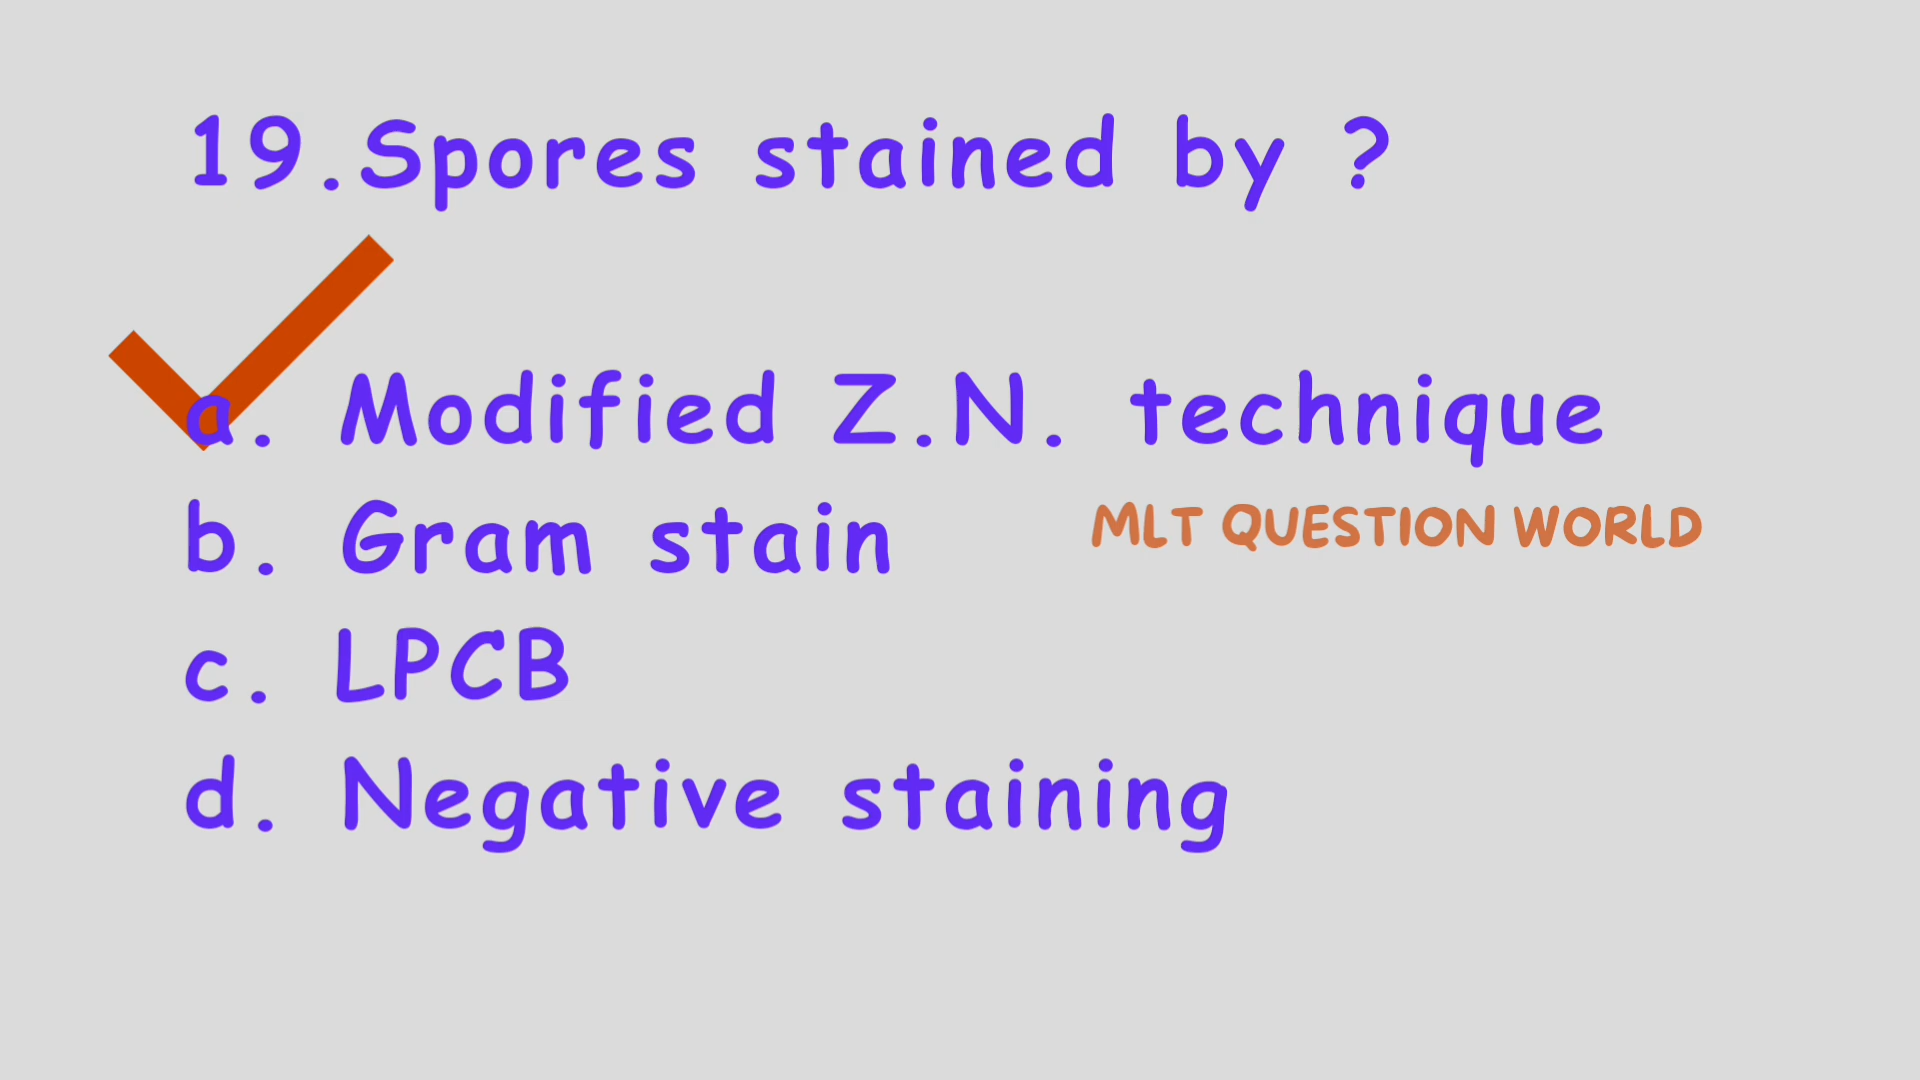 19.Spores stained by ?
a. Modified Z.N. technique
b. Gram stain
MLT QUESTION WORLD
c. LPCB
d. Negative staining